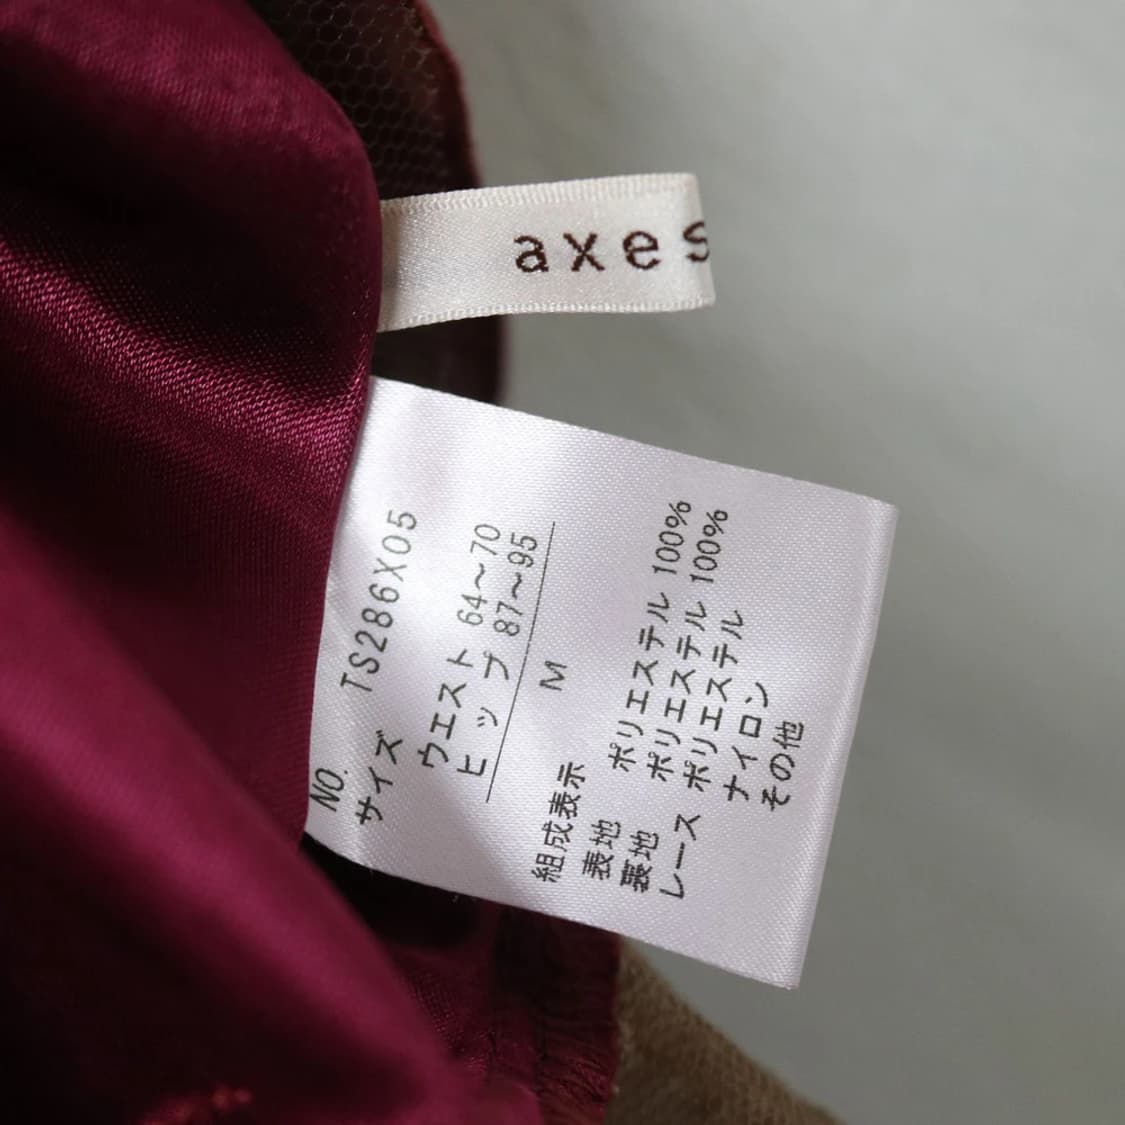 axes
NO. TS286X05
サイズ
ウエスト 64～70
ヒップ 87～95
M
組成表示
表地 ポリエステル 100%
裏地 ポリエステル 100%
レース ポリエステル
ナイロン
その他